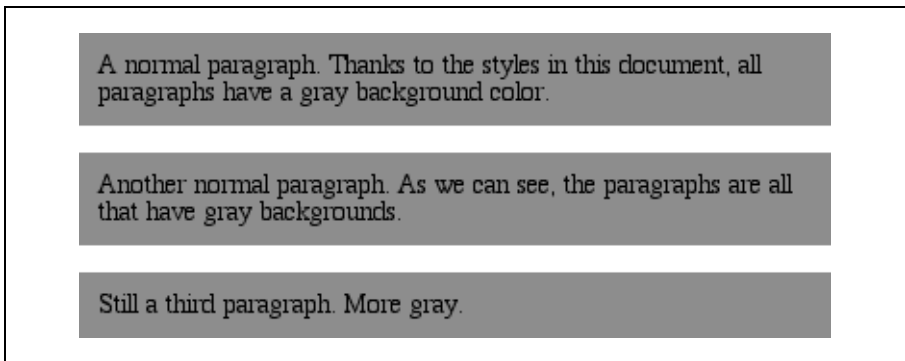 A normal paragraph. Thanks to the styles in this document, all
paragraphs have a gray background color.
Another normal paragraph. As we can see, the paragraphs are all
that have gray backgrounds.
Still a third paragraph. More gray.